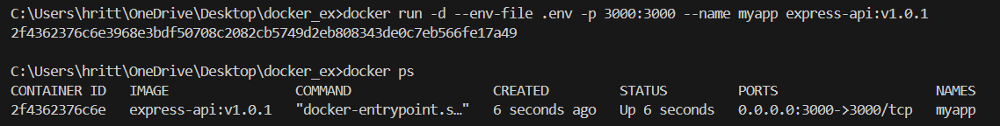 C:\Users\hritt\OneDrive\Desktop\docker_ex>docker run -d --env-file .env -p 3000:3000 --name myapp express-api:v1.0.1
2f4362376c6e3968e3bdf50708c2082cb5749d2eb808343de0c7eb566fe17a49
C:\Users\hritt\OneDrive\Desktop\docker_ex>docker ps
CONTAINER ID   IMAGE                COMMAND                  CREATED         STATUS         PORTS                    NAMES
2f4362376c6e   express-api:v1.0.1   "docker-entrypoint.s…"   6 seconds ago   Up 6 seconds   0.0.0.0:3000->3000/tcp   myapp